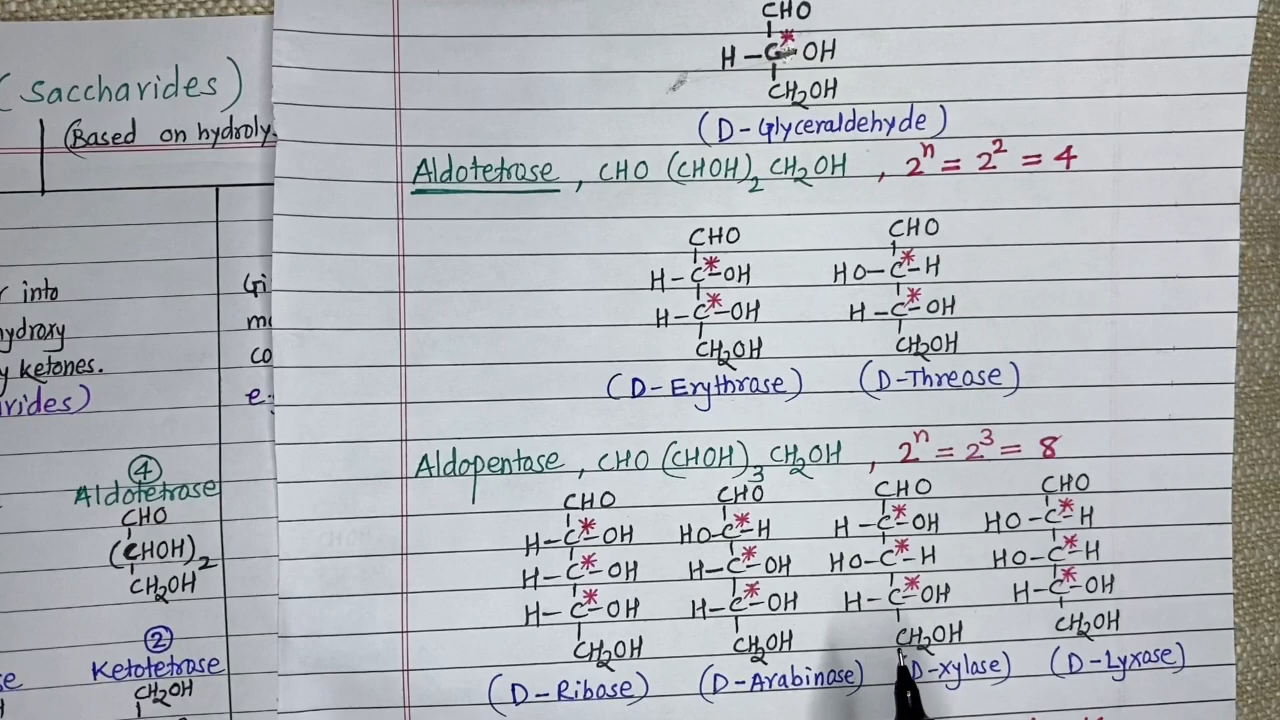 (Saccharides)
(Based on hydroly
r into
hydroxy
y ketones.
rides)
Gi
co
e.
④
Aldotetrose
CHO
(CHOH)2
CH2OH
②
Ketotetrose
CH2OH
CHO
H – C* – OH
CH2OH
(D-Glyceraldehyde)
Aldotetrose, CHO (CHOH)2 CH2OH, 2^n = 2^2 = 4
CHO CHO
H – C* – OH HO – C* – H
H – C* – OH H – C* – OH
CH2OH CH2OH
(D-Erythrose) (D-Threose)
Aldopentose, CHO (CHOH)3 CH2OH, 2^n = 2^3 = 8
CHO CHO CHO CHO
H – C* – OH HO – C* – H H – C* – OH HO – C* – H
H – C* – OH H – C* – OH HO – C* – H HO – C* – H
H – C* – OH H – C* – OH H – C* – OH H – C* – OH
CH2OH CH2OH CH2OH CH2OH
(D-Ribose) (D-Arabinose) D-xylose) (D-Lyxose)